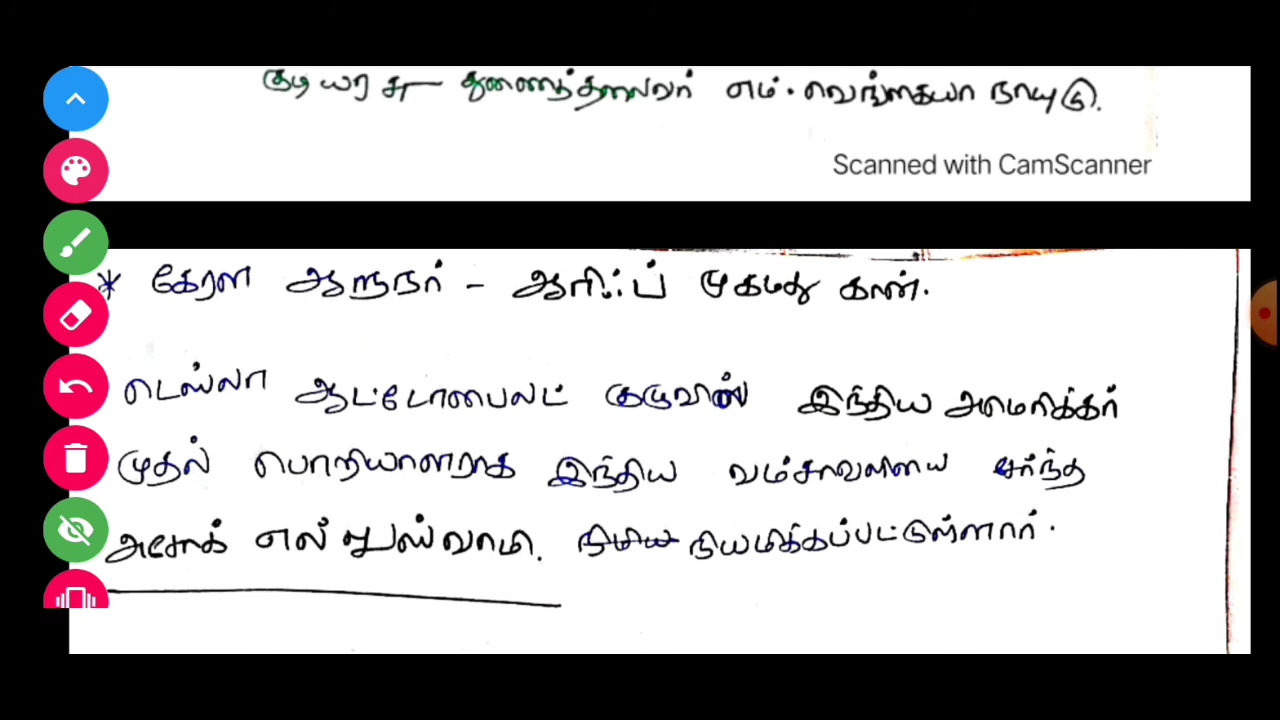 குடியரசு துணைத்தலைவர் எம். வெங்கையா நாயுடு.
Scanned with CamScanner
* கேரள ஆளுநர் - ஆரிஃப் முகமது கான்.
டெஸ்லா ஆட்டோபைலட் குழுவின் இந்திய அமெரிக்கர்
முதல் பொறியாளராக இந்திய வம்சாவளியை சேர்ந்த
அசோக் எல்லுஸ்வாமி. நியமிக்கப்பட்டுள்ளார்.